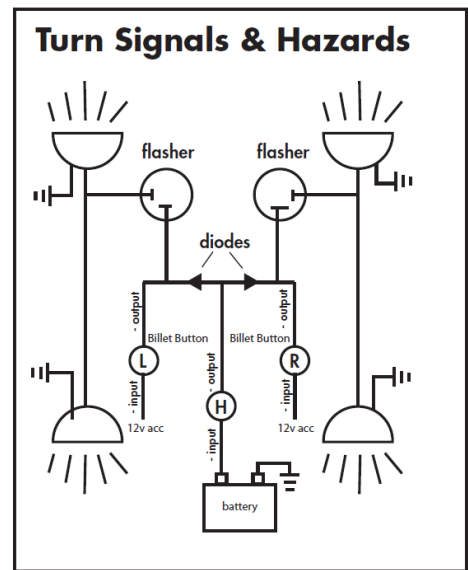 Turn Signals & Hazards
flasher
flasher
diodes
- output
- output
Billet Button
Billet Button
L
- output
R
- input
H
- input
12v acc
12v acc
- input
battery